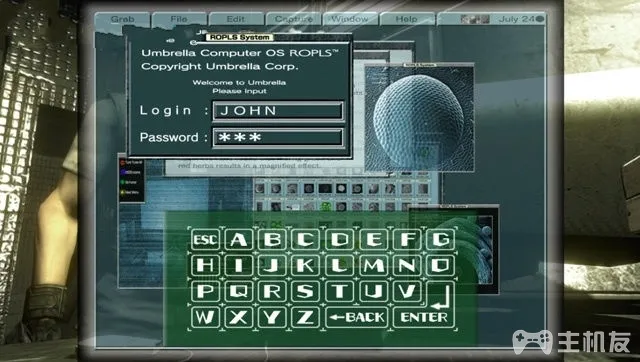 Grab File Edit Capture Window Help July 24
ROPLS System
Umbrella Computer OS ROPLS™
Copyright Umbrella Corp.
Welcome to Umbrella
Please input
Login : JOHN
Password : ***
red herbs results in a magnified effect.
ESC A B C D E F G
H I J K L M N O
P Q R S T U V
W X Y Z ←BACK ENTER
主机友